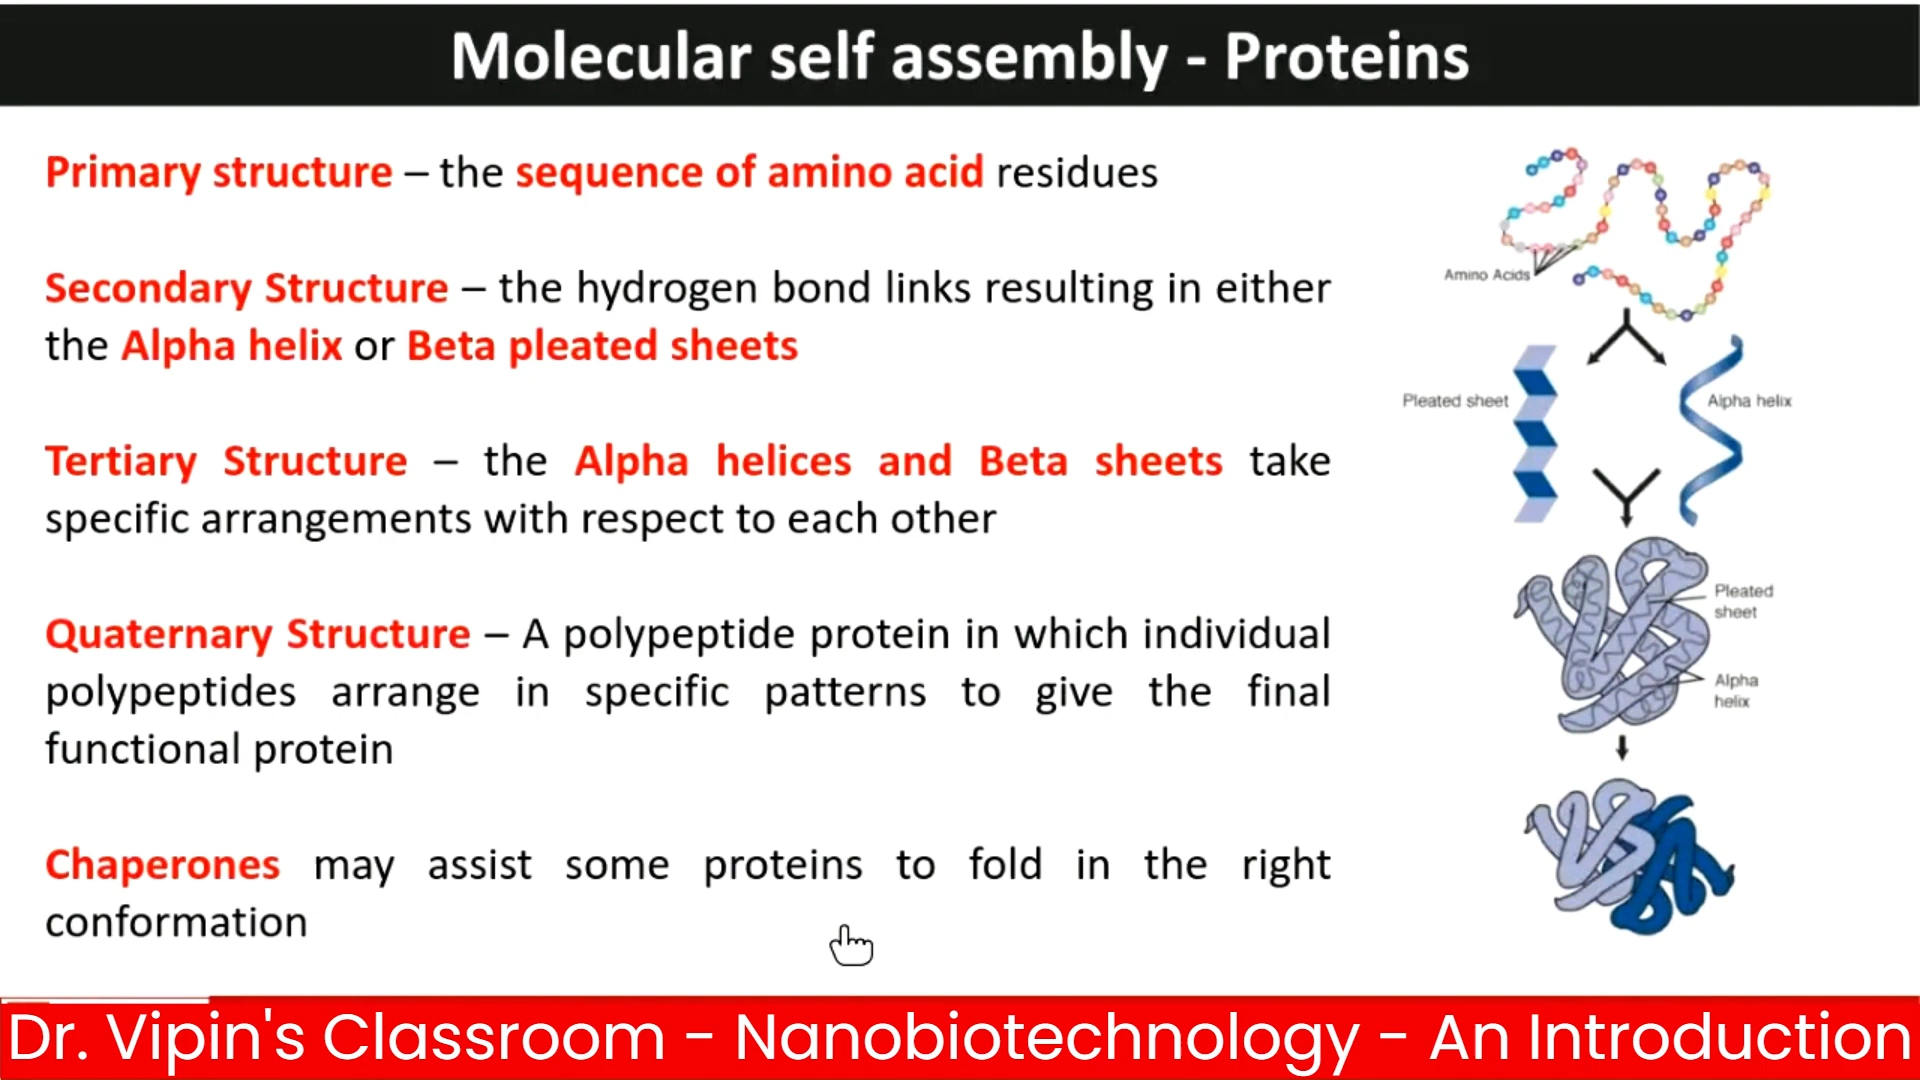 Molecular self assembly - Proteins
Primary structure – the sequence of amino acid residues
Secondary Structure – the hydrogen bond links resulting in either
the Alpha helix or Beta pleated sheets
Tertiary Structure – the Alpha helices and Beta sheets take
specific arrangements with respect to each other
Quaternary Structure – A polypeptide protein in which individual
polypeptides arrange in specific patterns to give the final
functional protein
Chaperones may assist some proteins to fold in the right
conformation
Amino Acids
Pleated sheet
Alpha helix
Pleated
sheet
Alpha
helix
Dr. Vipin's Classroom - Nanobiotechnology - An Introduction